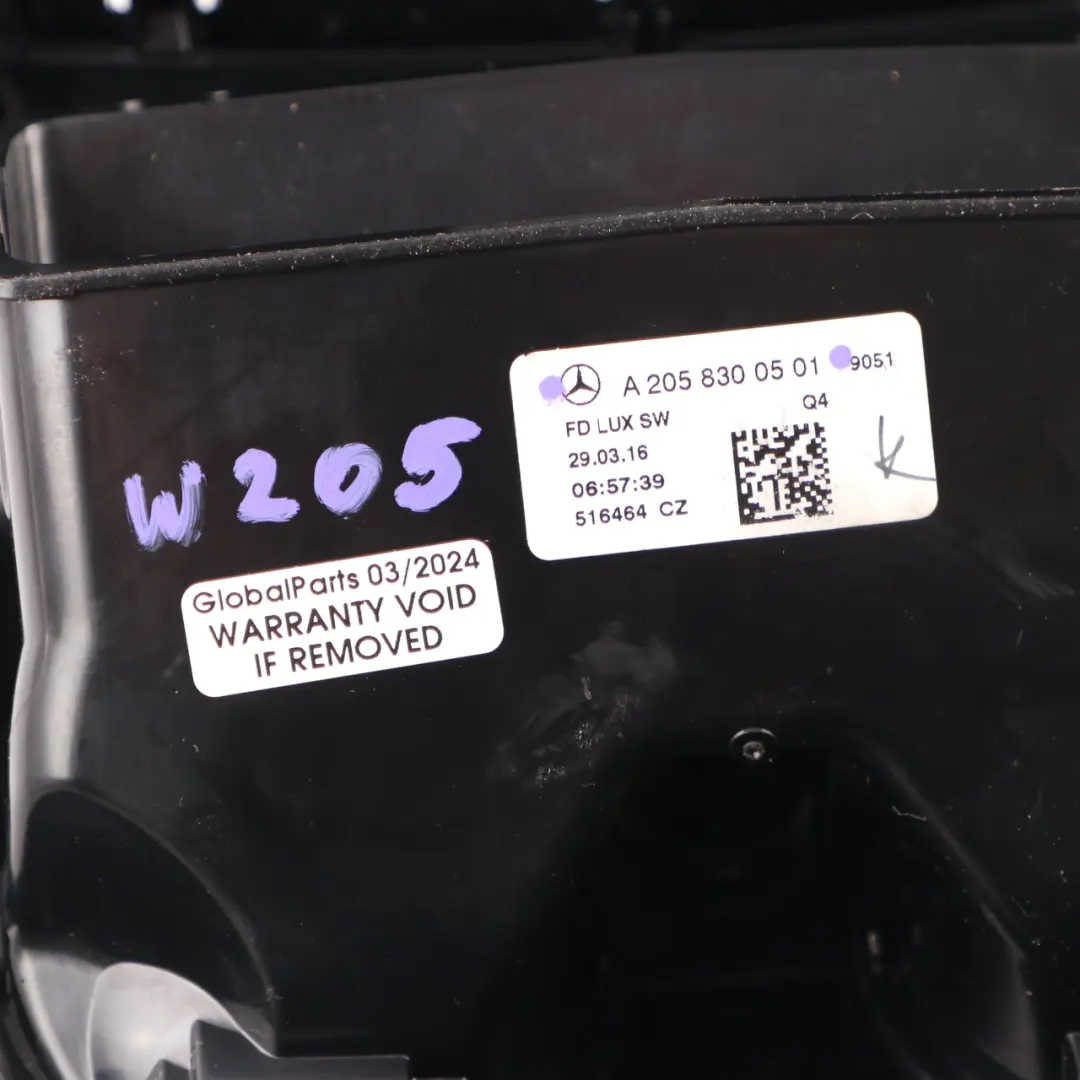 A 205 830 05 01 9051
Q4
FD LUX SW
29.03.16
06:57:39
516464 CZ
K
W205
GlobalParts 03/2024
WARRANTY VOID
IF REMOVED